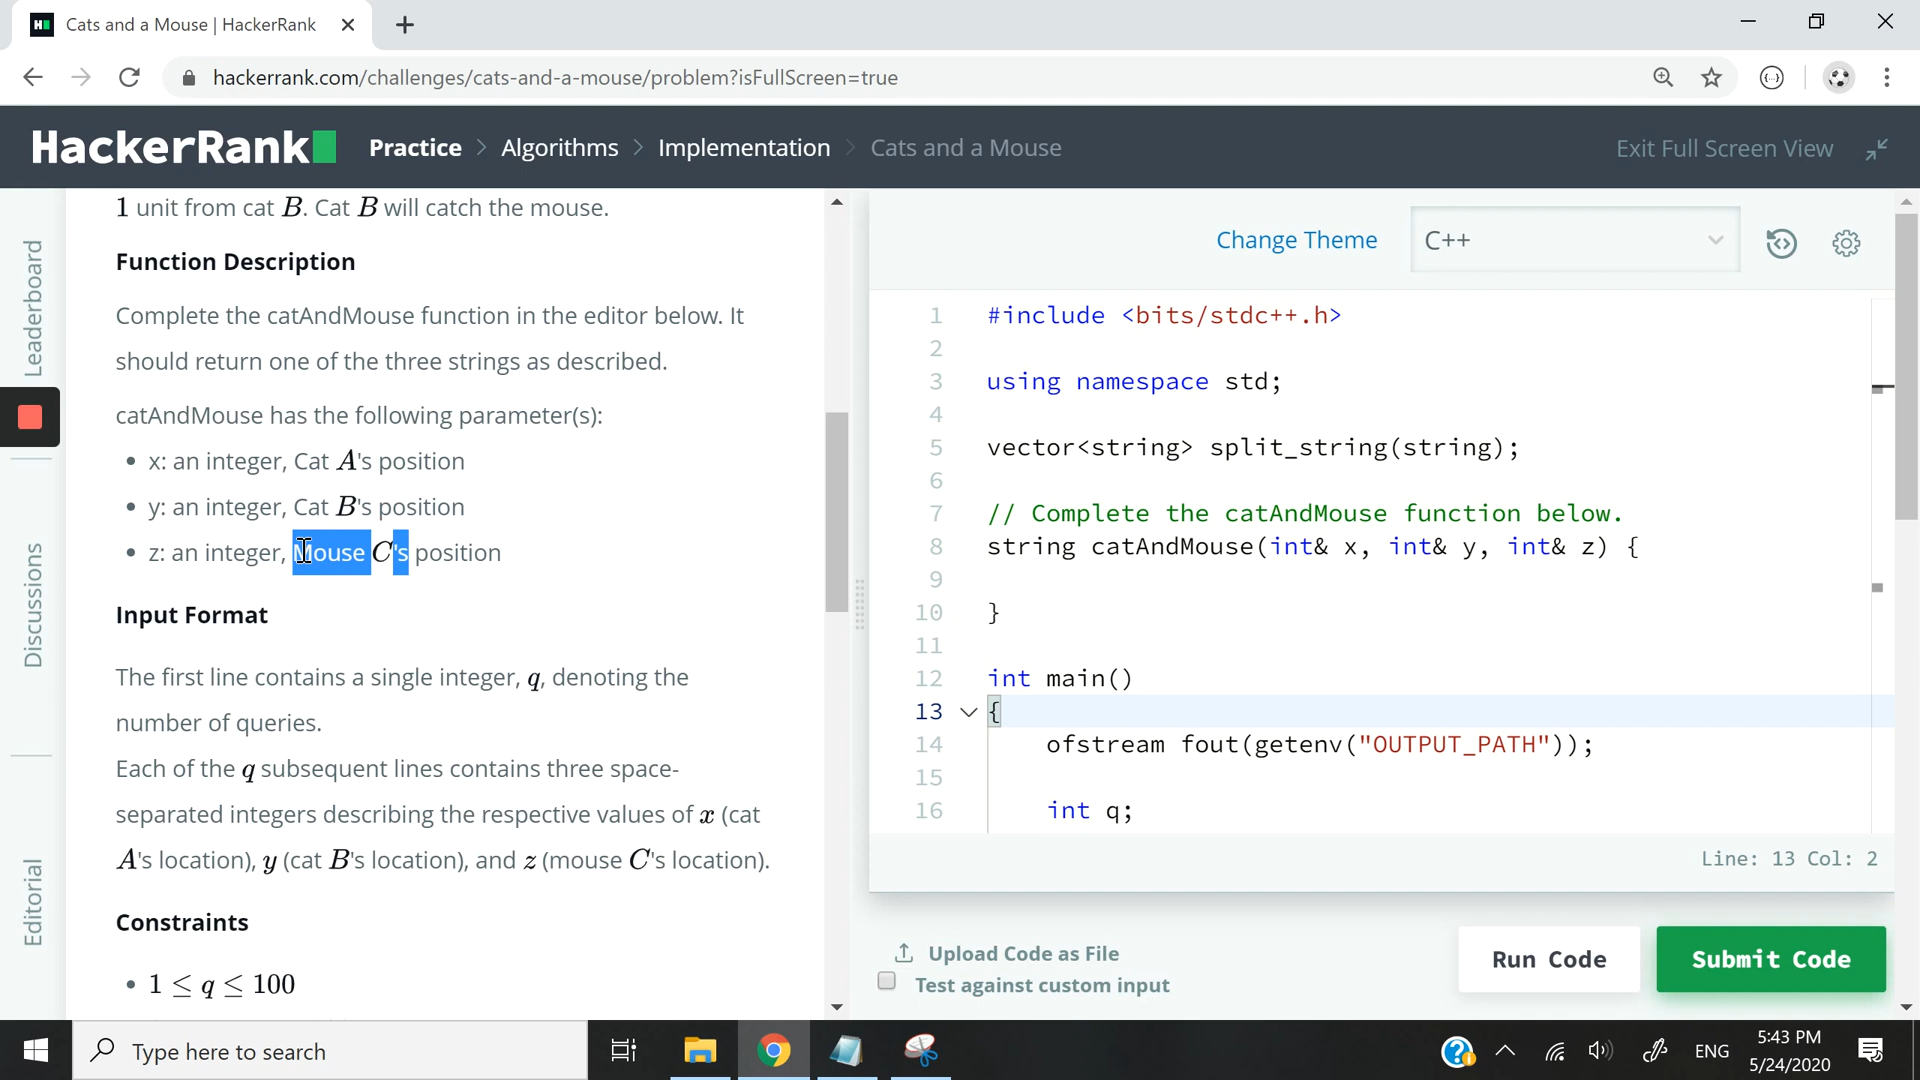 Cats and a Mouse | HackerRank
hackerrank.com/challenges/cats-and-a-mouse/problem?isFullScreen=true
HackerRank Practice > Algorithms > Implementation > Cats and a Mouse Exit Full Screen View
Leaderboard
Discussions
Editorial
1 unit from cat B. Cat B will catch the mouse.
Function Description
Complete the catAndMouse function in the editor below. It
should return one of the three strings as described.
catAndMouse has the following parameter(s):
• x: an integer, Cat A's position
• y: an integer, Cat B's position
• z: an integer, Mouse C's position
Input Format
The first line contains a single integer, q, denoting the
number of queries.
Each of the q subsequent lines contains three space-
separated integers describing the respective values of x (cat
A's location), y (cat B's location), and z (mouse C's location).
Constraints
• 1 ≤ q ≤ 100
Change Theme C++
1 #include <bits/stdc++.h>
2
3 using namespace std;
4
5 vector<string> split_string(string);
6
7 // Complete the catAndMouse function below.
8 string catAndMouse(int& x, int& y, int& z) {
9
10 }
11
12 int main()
13 {
14 ofstream fout(getenv("OUTPUT_PATH"));
15
16 int q;
Line: 13 Col: 2
Upload Code as File
Test against custom input
Run Code
Submit Code
Type here to search
ENG
5:43 PM
5/24/2020